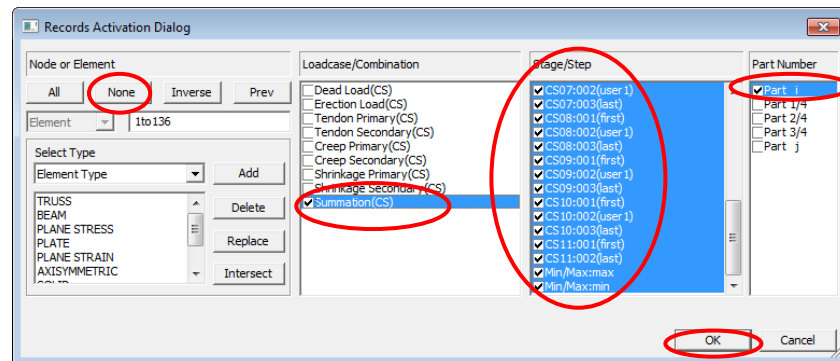 Records Activation Dialog
Node or Element
All None Inverse Prev
Element 1to136
Select Type
Element Type Add
Delete
Replace
Intersect
TRUSS
BEAM
PLANE STRESS
PLATE
PLANE STRAIN
AXISYMMETRIC
SOLID
Loadcase/Combination
Dead Load(CS)
Erection Load(CS)
Tendon Primary(CS)
Tendon Secondary(CS)
Creep Primary(CS)
Creep Secondary(CS)
Shrinkage Primary(CS)
Shrinkage Secondary(CS)
Summation(CS)
Stage/Step
CS07:002(user1)
CS07:003(last)
CS08:001(first)
CS08:002(user1)
CS08:003(last)
CS09:001(first)
CS09:002(user1)
CS09:003(last)
CS10:001(first)
CS10:002(user1)
CS10:003(last)
CS11:001(first)
CS11:002(last)
Min/Max:max
Min/Max:min
Part Number
Part i
Part 1/4
Part 2/4
Part 3/4
Part j
OK Cancel